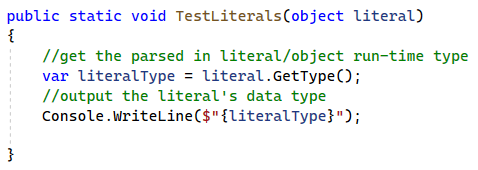 public static void TestLiterals(object literal)
{
//get the parsed in literal/object run-time type
var literalType = literal.GetType();
//output the literal's data type
Console.WriteLine($"{literalType}");
}